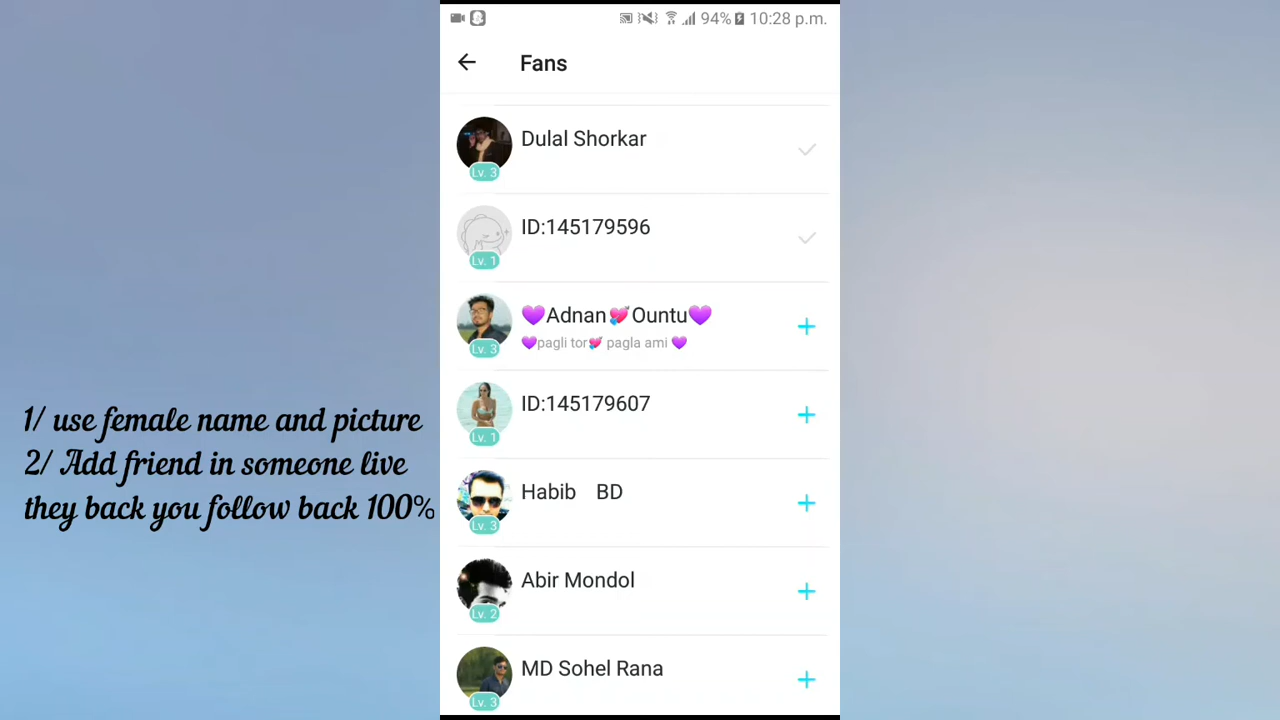 94% 10:28 p.m.
Fans
Dulal Shorkar
Lv. 3
ID:145179596
Lv. 1
💜Adnan💘Ountu💜
💜pagli tor💘 pagla ami 💜
Lv. 3
ID:145179607
Lv. 1
Habib BD
Lv. 3
Abir Mondol
Lv. 2
MD Sohel Rana
Lv. 3
1/ use female name and picture
2/ Add friend in someone live
they back you follow back 100%